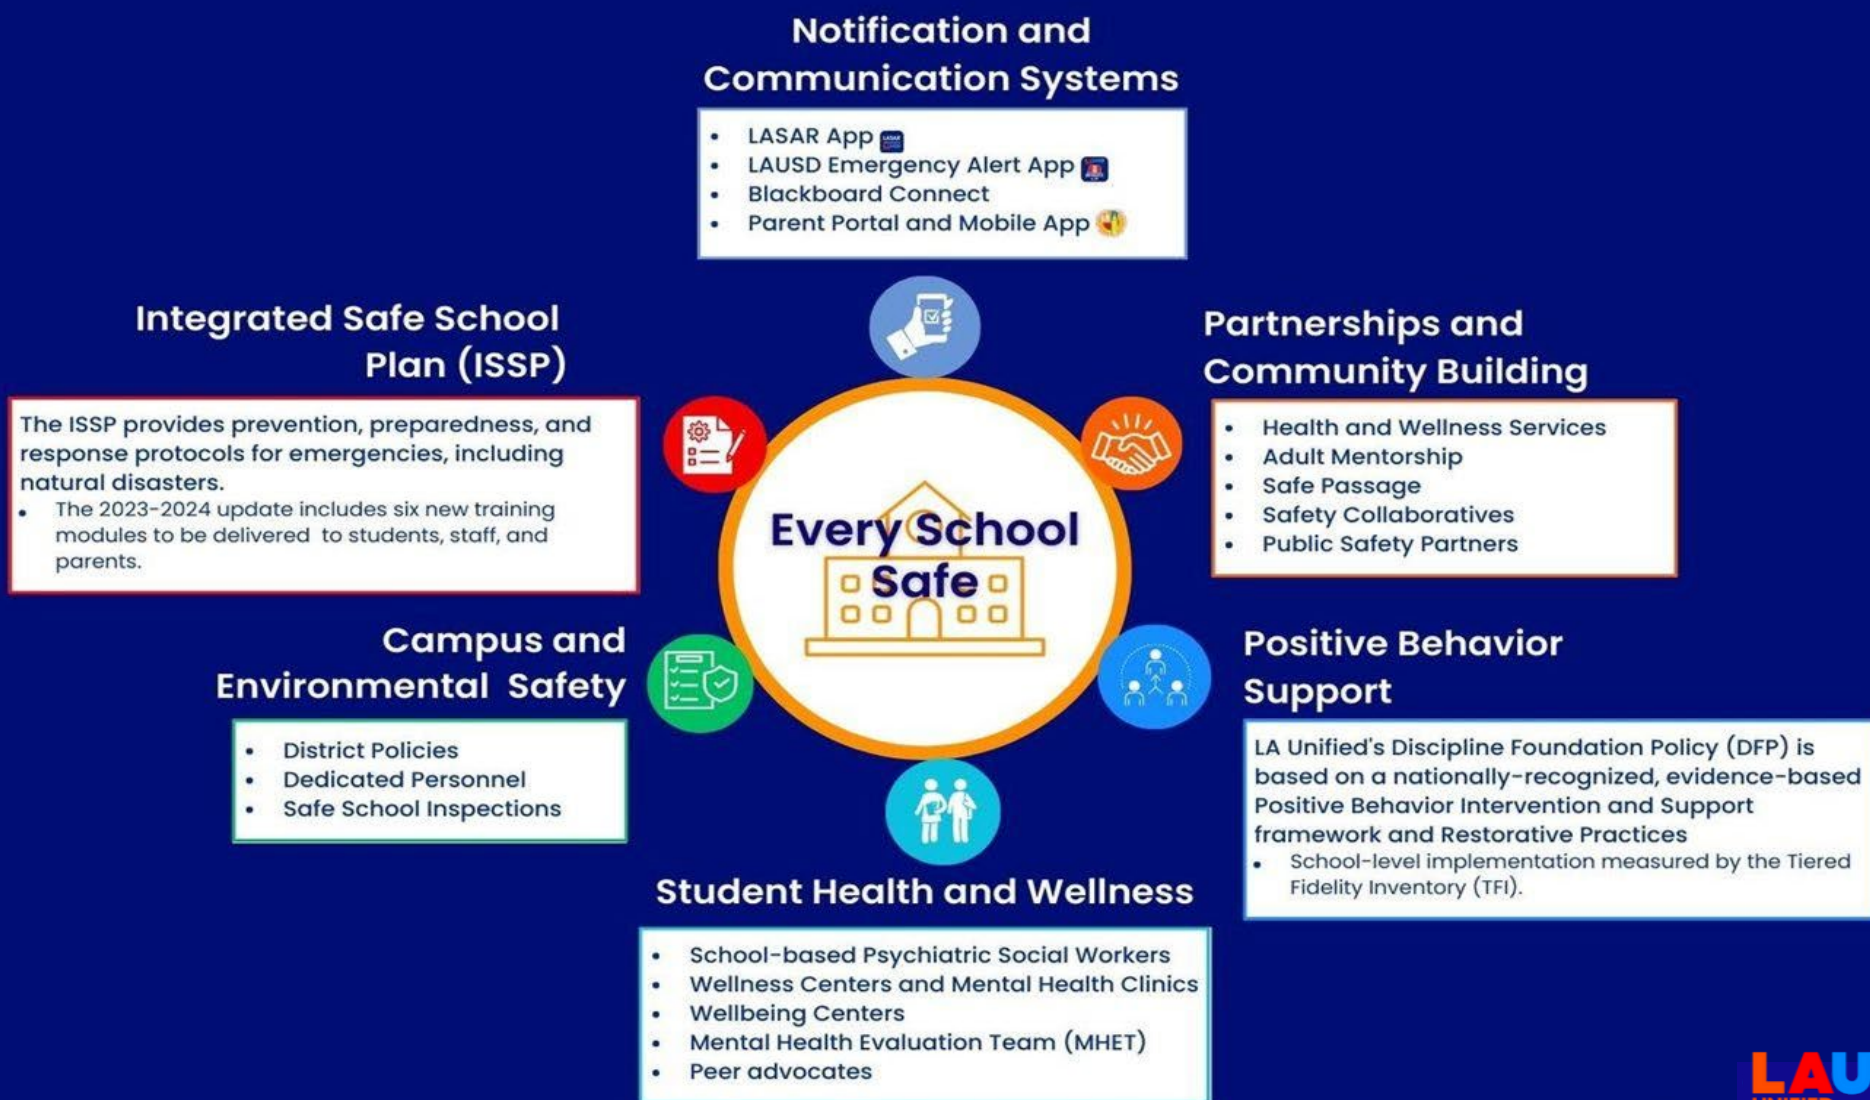 Notification and
Communication Systems
• LASAR App
• LAUSD Emergency Alert App
• Blackboard Connect
• Parent Portal and Mobile App
Integrated Safe School
Plan (ISSP)
The ISSP provides prevention, preparedness, and
response protocols for emergencies, including
natural disasters.
• The 2023-2024 update includes six new training
modules to be delivered to students, staff, and
parents.
Partnerships and
Community Building
• Health and Wellness Services
• Adult Mentorship
• Safe Passage
• Safety Collaboratives
• Public Safety Partners
Every School
Safe
Campus and
Environmental Safety
• District Policies
• Dedicated Personnel
• Safe School Inspections
Positive Behavior
Support
LA Unified's Discipline Foundation Policy (DFP) is
based on a nationally-recognized, evidence-based
Positive Behavior Intervention and Support
framework and Restorative Practices
• School-level implementation measured by the Tiered
Fidelity Inventory (TFI).
Student Health and Wellness
• School-based Psychiatric Social Workers
• Wellness Centers and Mental Health Clinics
• Wellbeing Centers
• Mental Health Evaluation Team (MHET)
• Peer advocates
LAU